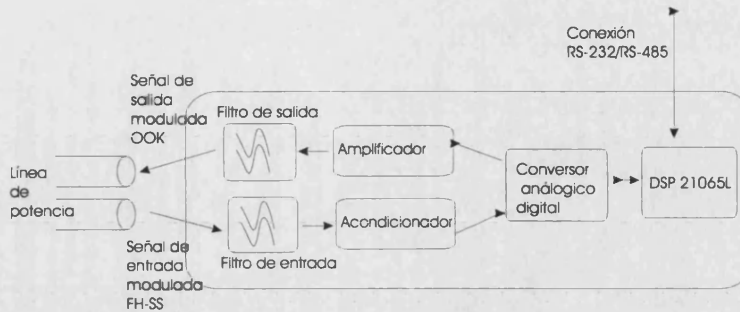 Conexión
RS-232/RS-485
Señal de
salida
modulada
OOK
Filtro de salida
Amplificador
Línea
de
potencia
Conversor
análogico
digital
DSP 21065L
Acondicionador
Señal de
entrada
modulada
FH-SS
Filtro de entrada